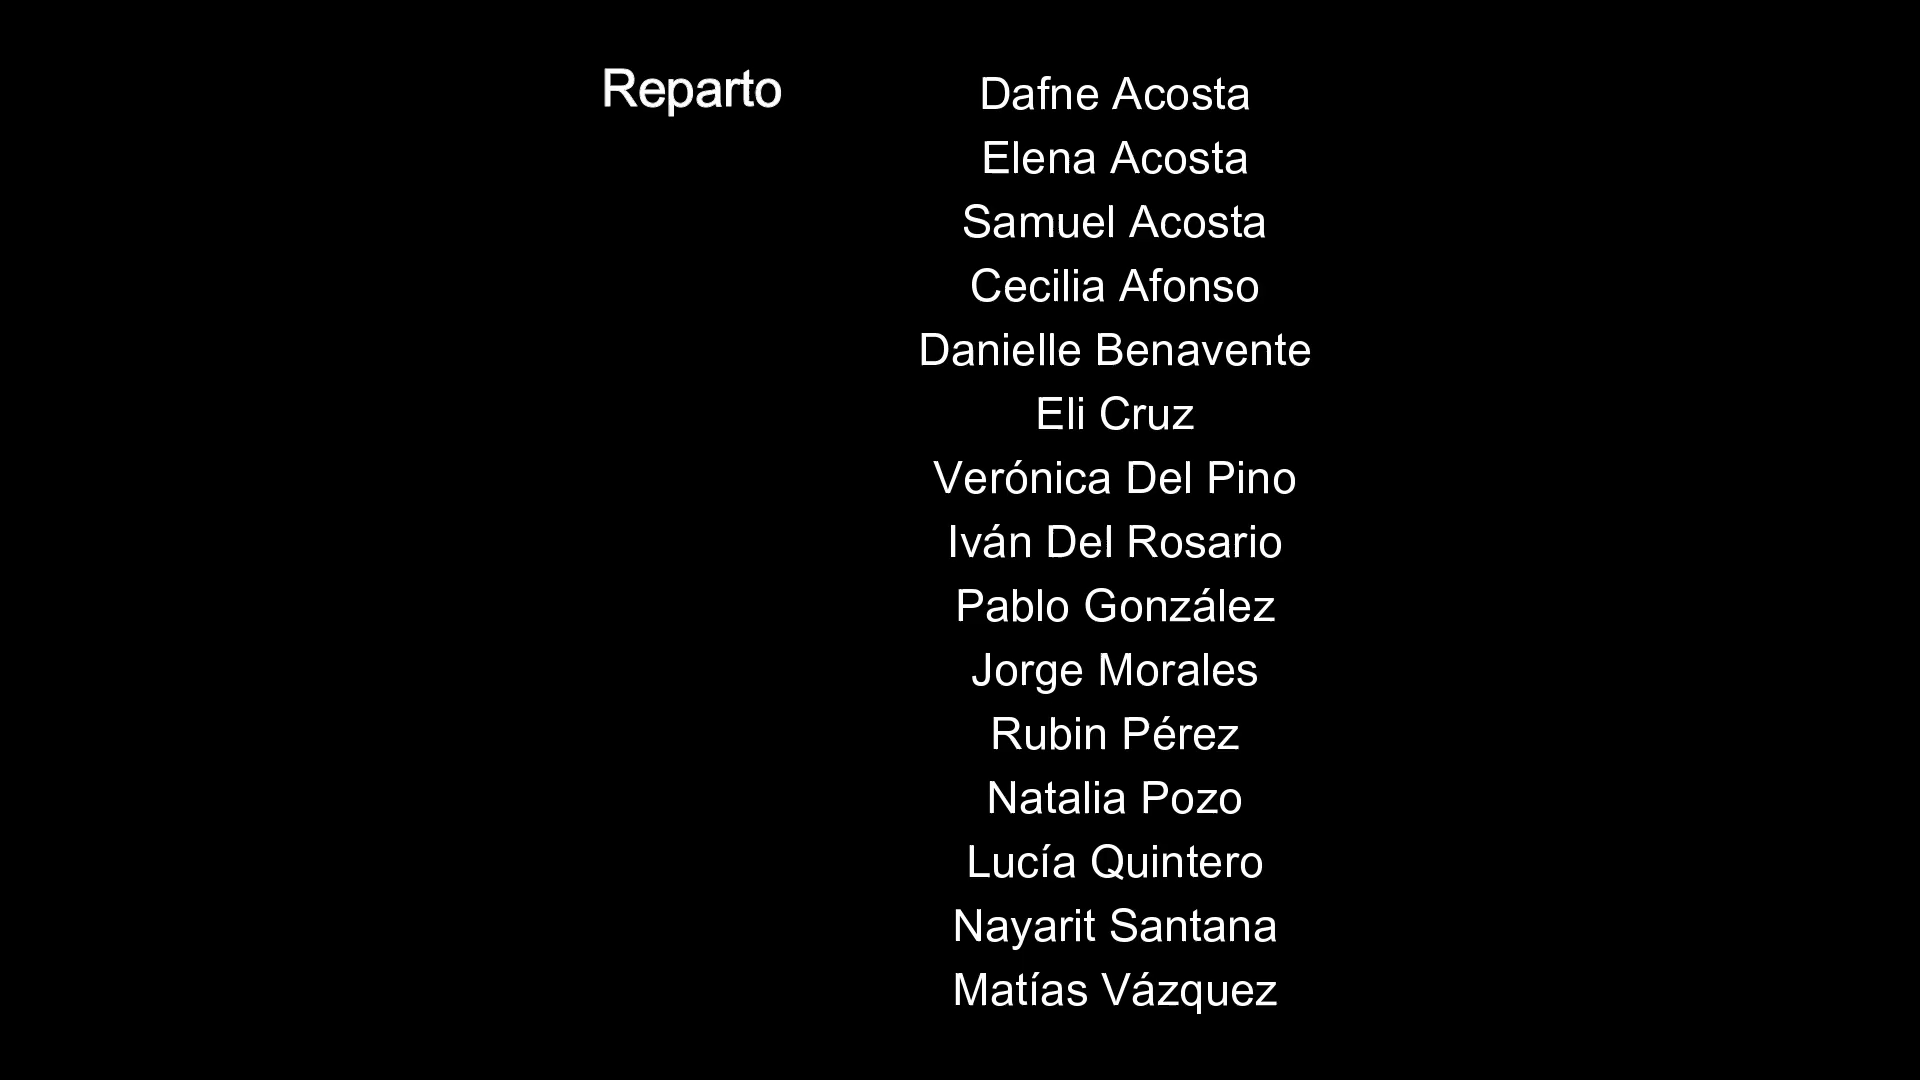 Reparto
Dafne Acosta
Elena Acosta
Samuel Acosta
Cecilia Afonso
Danielle Benavente
Eli Cruz
Verónica Del Pino
Iván Del Rosario
Pablo González
Jorge Morales
Rubin Pérez
Natalia Pozo
Lucía Quintero
Nayarit Santana
Matías Vázquez